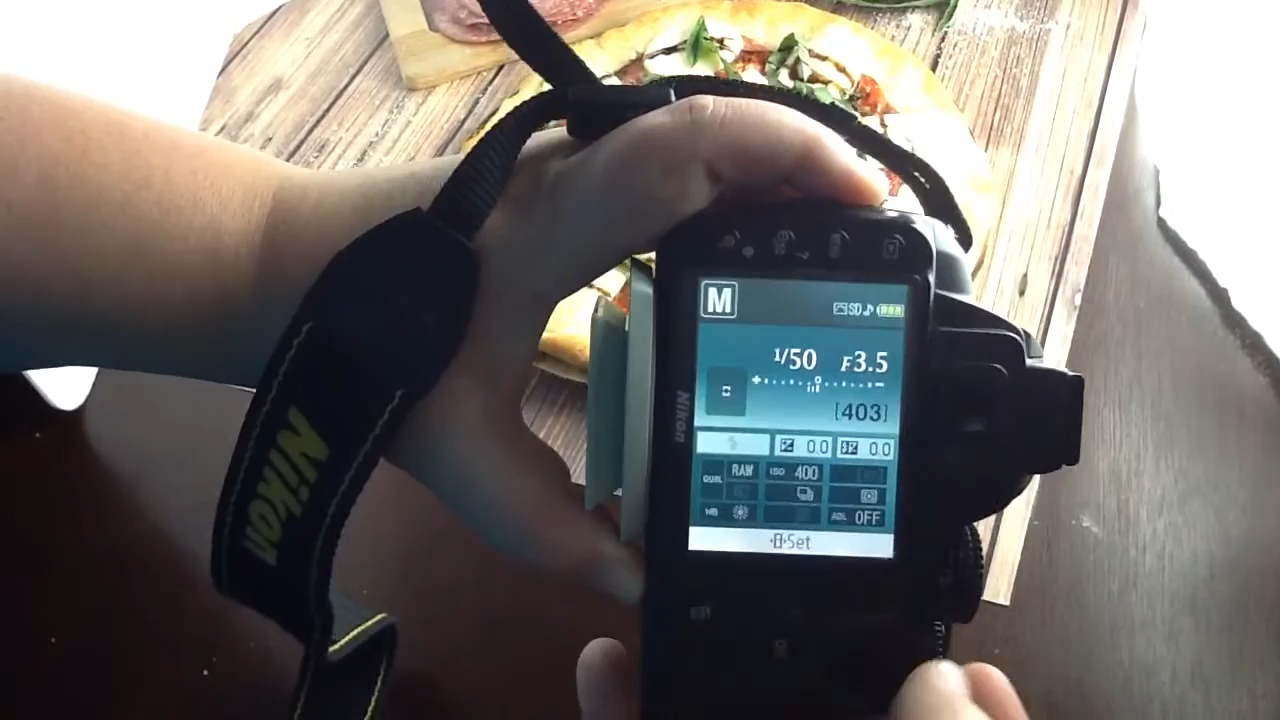 M
SD
1/50 F3.5
[403]
0.0 0.0
QUAL RAW ISO 400
WB ADL OFF
Set
Nikon
Nikon